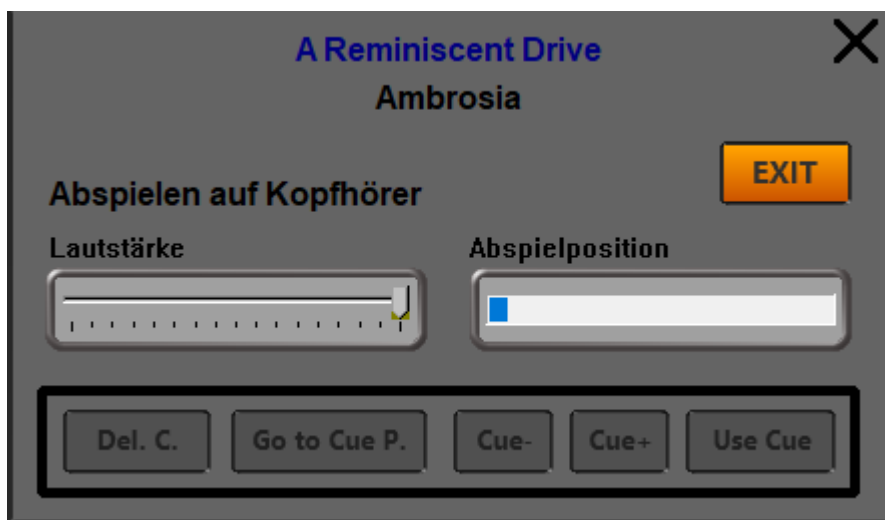 A Reminiscent Drive
Ambrosia
EXIT
Abspielen auf Kopfhörer
Lautstärke
Abspielposition
Del. C.
Go to Cue P.
Cue-
Cue+
Use Cue